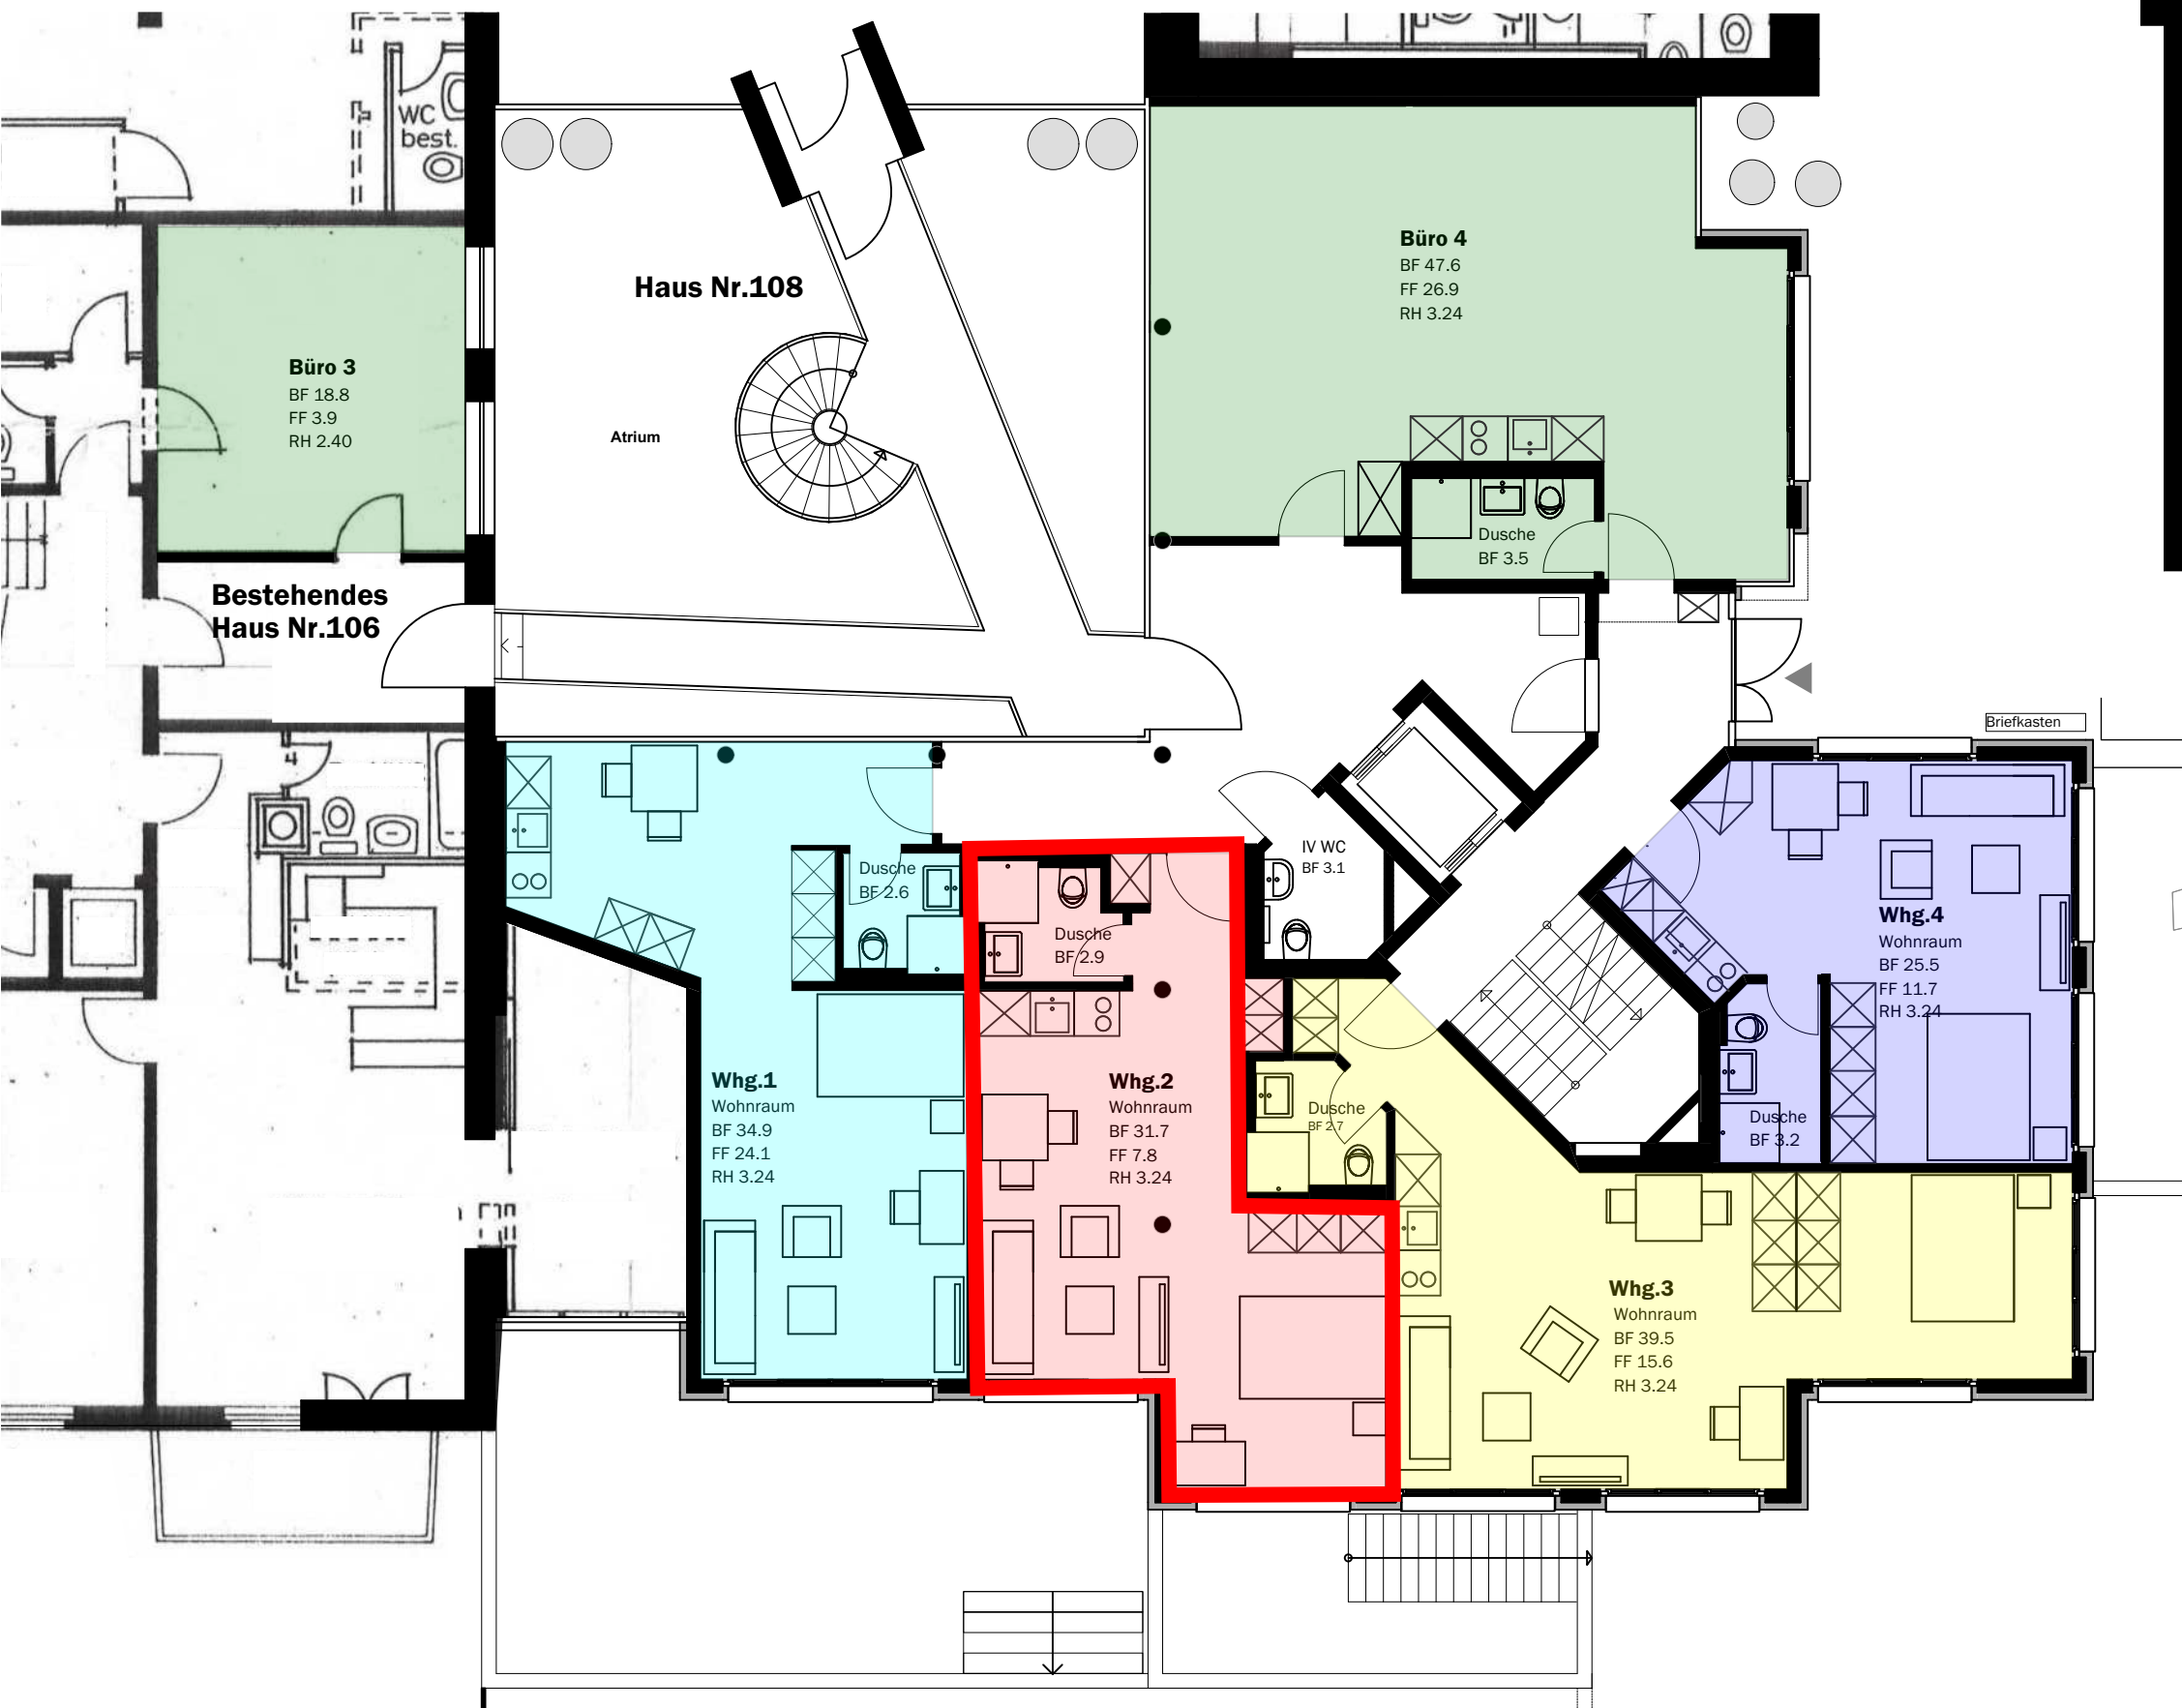 WC
best.
Büro 4
BF 47.6
FF 26.9
RH 3.24
Haus Nr.108
Büro 3
BF 18.8
FF 3.9
RH 2.40
Atrium
Dusche
BF 3.5
Bestehendes
Haus Nr.106
Briefkasten
IV WC
BF 3.1
Dusche
BF 2.6
Dusche
BF 2.9
Whg.4
Wohnraum
BF 25.5
FF 11.7
RH 3.24
Whg.1
Wohnraum
BF 34.9
FF 24.1
RH 3.24
Whg.2
Wohnraum
BF 31.7
FF 7.8
RH 3.24
Dusche
BF 2.7
Dusche
BF 3.2
Whg.3
Wohnraum
BF 39.5
FF 15.6
RH 3.24